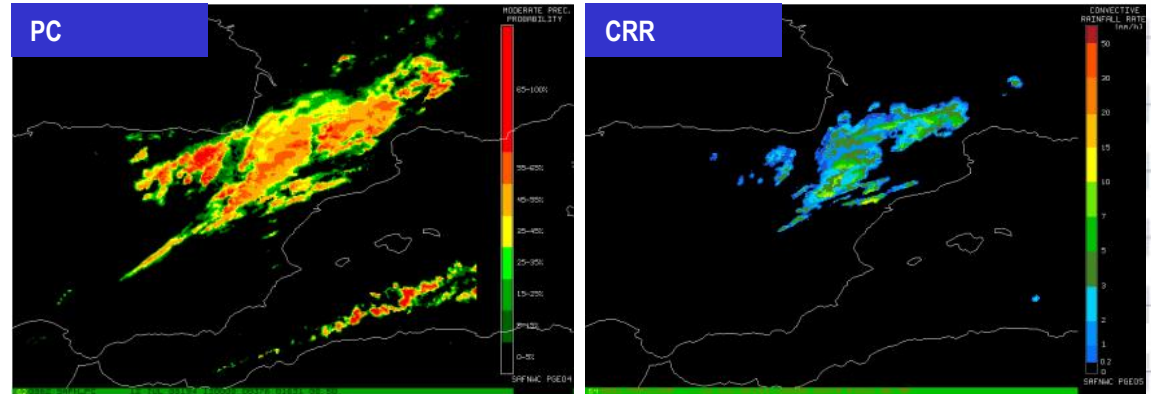 PC
MODERATE PREC.
PROBABILITY
65-100%
55-65%
45-55%
35-45%
25-35%
15-25%
5-15%
0-5%
SAFNWC PGE04
CRR
CONVECTIVE
RAINFALL RATE
(mm/h)
50
30
20
15
10
7
5
3
2
1
0.2
0
SAFNWC PGE05